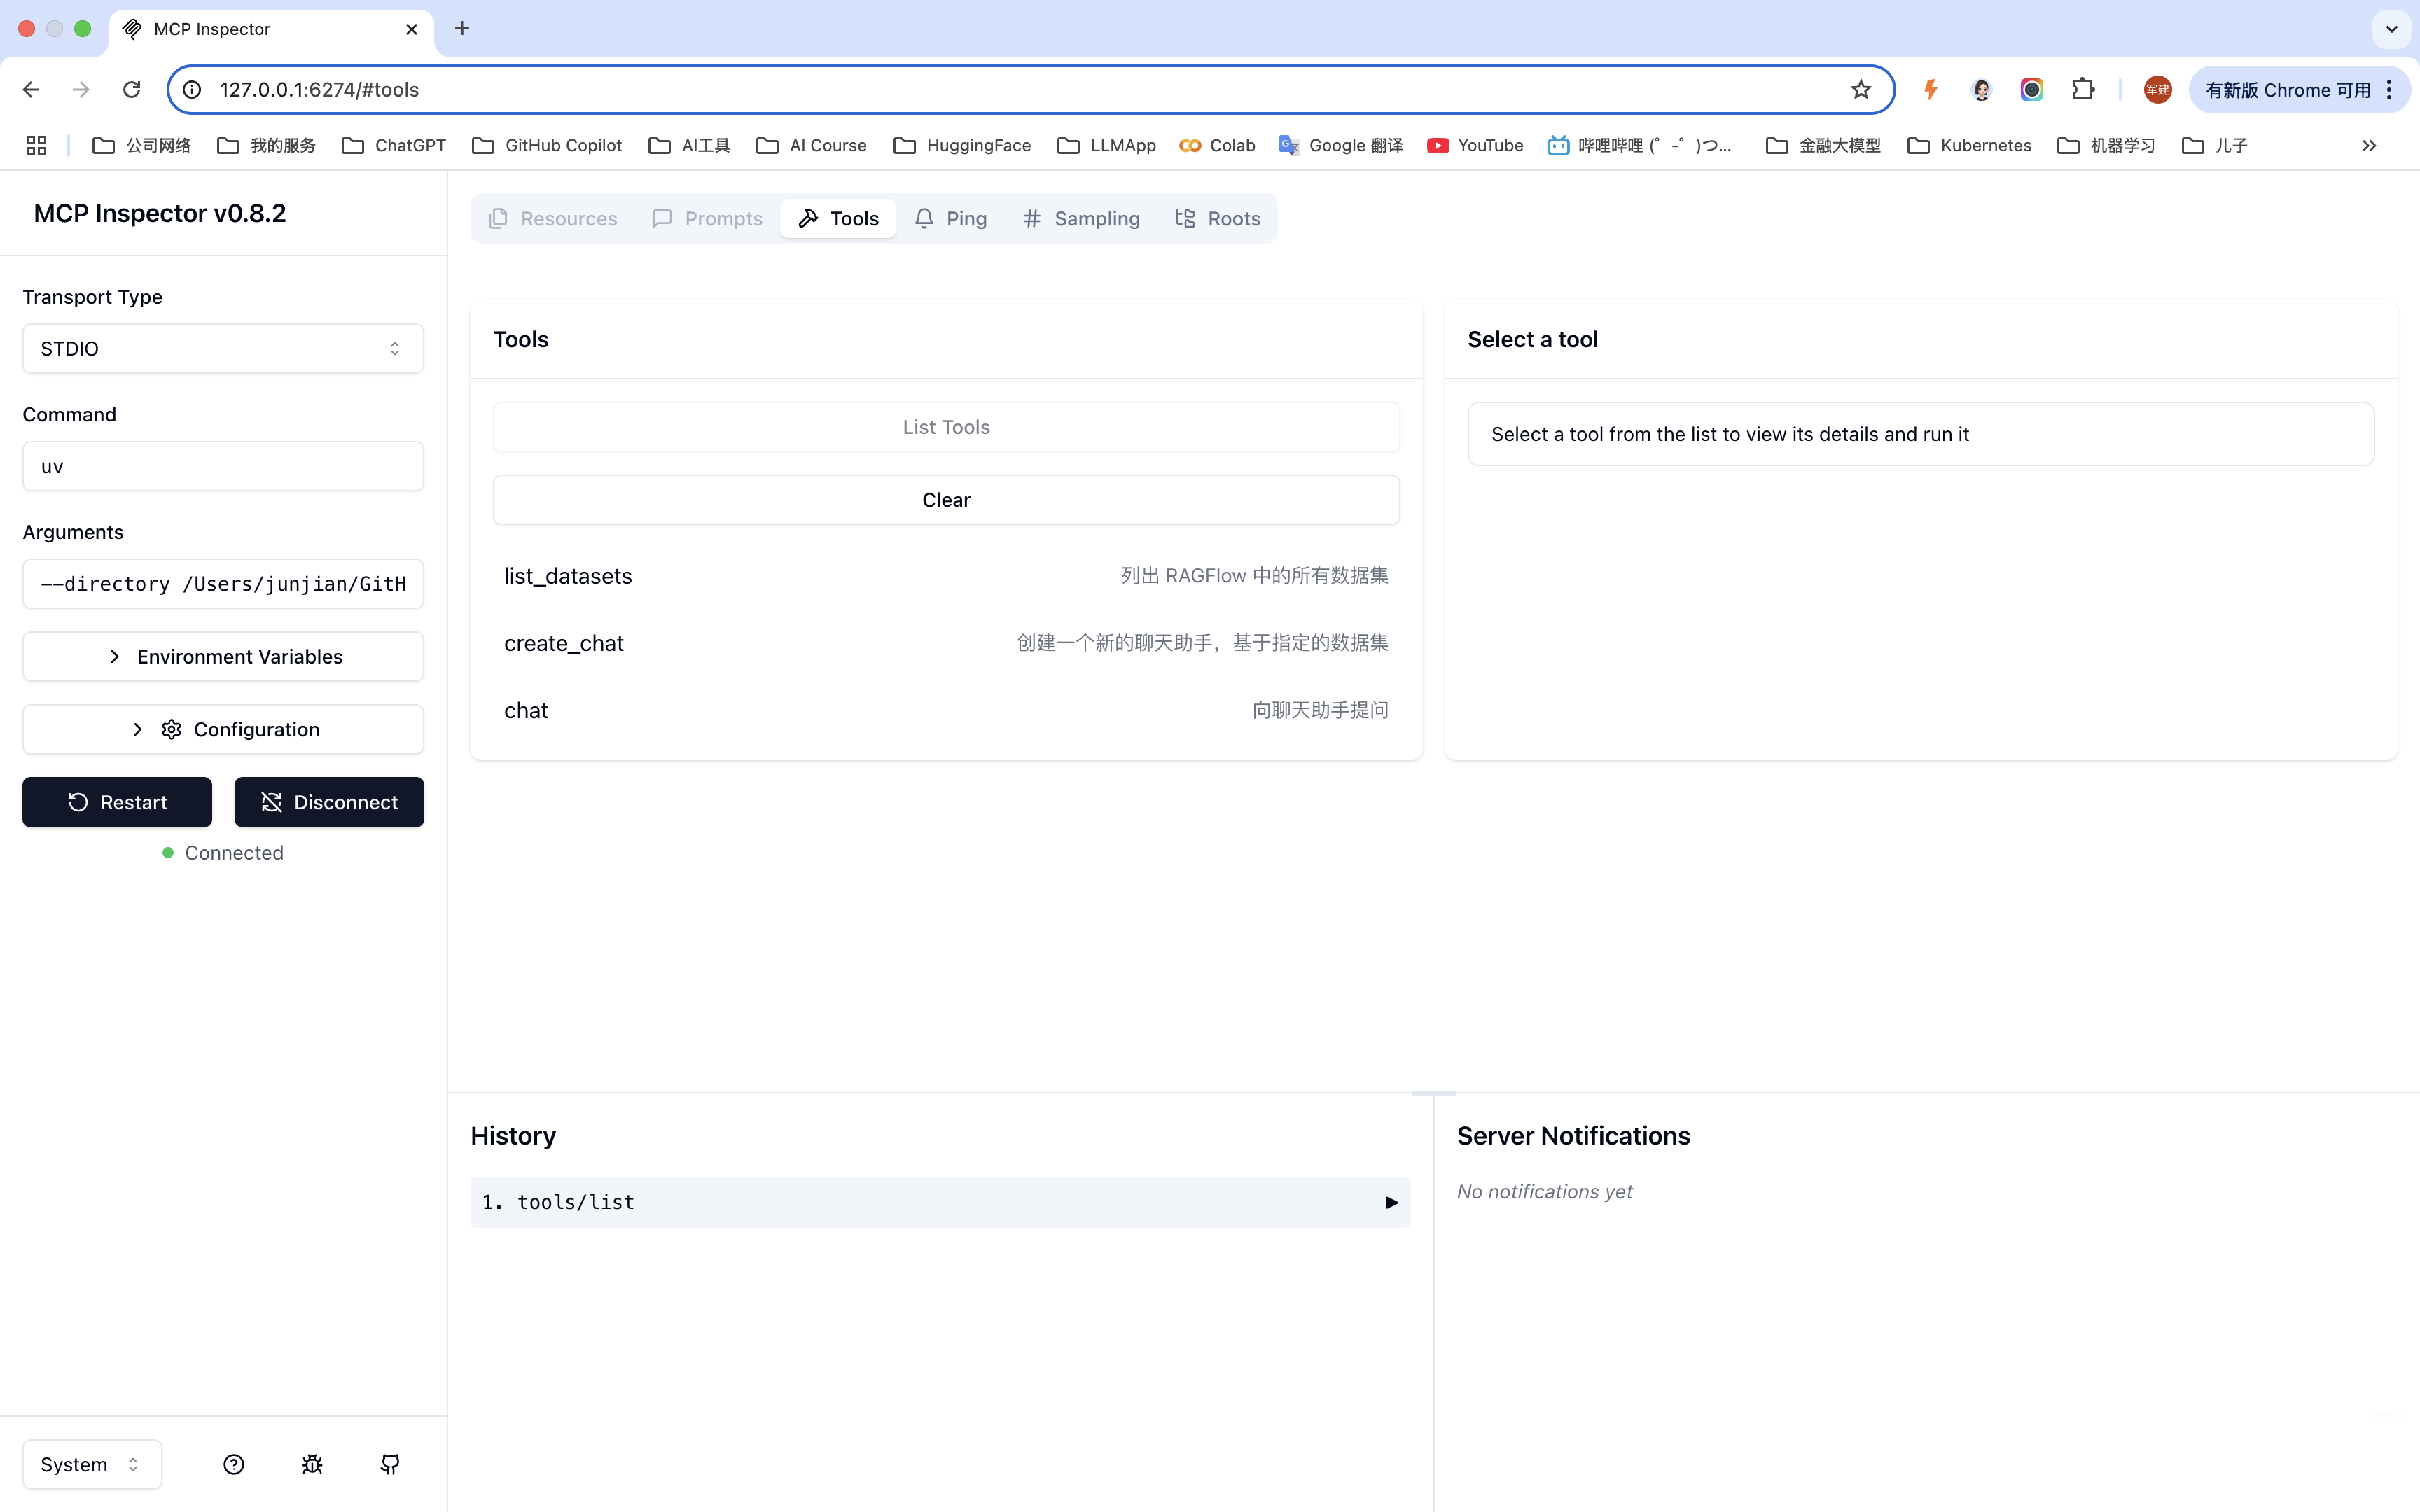 MCP Inspector
127.0.0.1:6274/#tools
军建
有新版 Chrome 可用
公司网络
我的服务
ChatGPT
GitHub Copilot
AI工具
AI Course
HuggingFace
LLMApp
Colab
Google 翻译
YouTube
哔哩哔哩 (゜-゜)つ...
金融大模型
Kubernetes
机器学习
儿子
MCP Inspector v0.8.2
Transport Type
STDIO
Command
uv
Arguments
--directory /Users/junjian/GitH
Environment Variables
Configuration
Restart
Disconnect
Connected
System
Resources
Prompts
Tools
Ping
Sampling
Roots
Tools
List Tools
Clear
list_datasets 列出 RAGFlow 中的所有数据集
create_chat 创建一个新的聊天助手，基于指定的数据集
chat 向聊天助手提问
Select a tool
Select a tool from the list to view its details and run it
History
1. tools/list
Server Notifications
No notifications yet